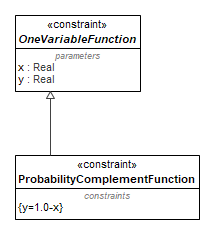 «constraint»
OneVariableFunction
parameters
x : Real
y : Real
«constraint»
ProbabilityComplementFunction
constraints
{y=1.0-x}